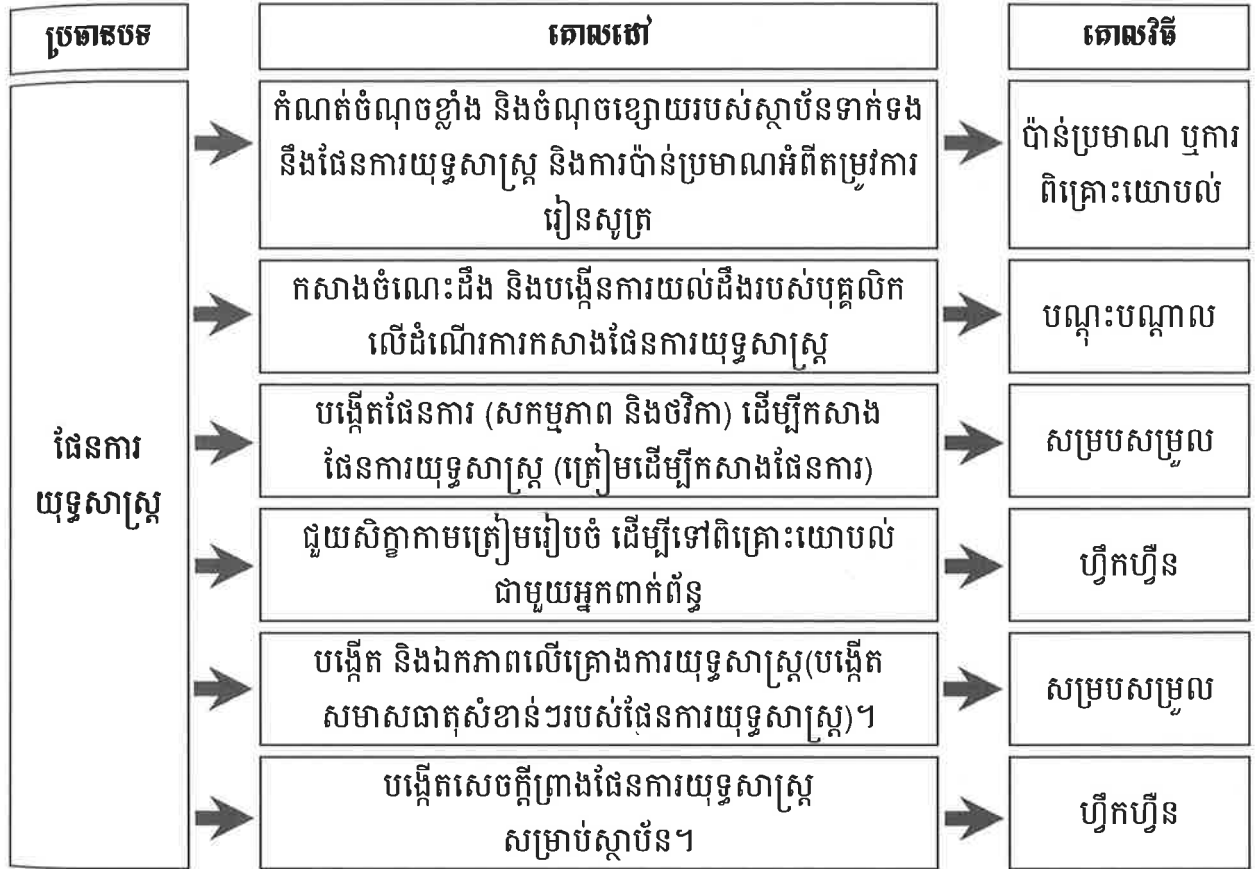 ប្រធានបទ
គោលដៅ
គោលវិធី
ផែនការ
យុទ្ធសាស្ត្រ
កំណត់ចំណុចខ្លាំង និងចំណុចខ្សោយរបស់ស្ថាប័នទាក់ទង
នឹងផែនការយុទ្ធសាស្ត្រ និងការប៉ាន់ប្រមាណអំពីតម្រូវការ
រៀនសូត្រ
ប៉ាន់ប្រមាណ ឬការ
ពិគ្រោះយោបល់
កសាងចំណេះដឹង និងបង្កើនការយល់ដឹងរបស់បុគ្គលិក
លើដំណើរការកសាងផែនការយុទ្ធសាស្ត្រ
បណ្តុះបណ្តាល
បង្កើតផែនការ (សកម្មភាព និងថវិកា) ដើម្បីកសាង
ផែនការយុទ្ធសាស្ត្រ (ត្រៀមដើម្បីកសាងផែនការ)
សម្របសម្រួល
ជួយសិក្ខាកាមត្រៀមរៀបចំ ដើម្បីទៅពិគ្រោះយោបល់
ជាមួយអ្នកពាក់ព័ន្ធ
ហ្វឹកហ្វឺន
បង្កើត និងឯកភាពលើគ្រោងការយុទ្ធសាស្ត្រ(បង្កើត
សមាសធាតុសំខាន់ៗរបស់ផែនការយុទ្ធសាស្ត្រ)។
សម្របសម្រួល
បង្កើតសេចក្តីព្រាងផែនការយុទ្ធសាស្ត្រ
សម្រាប់ស្ថាប័ន។
ហ្វឹកហ្វឺន